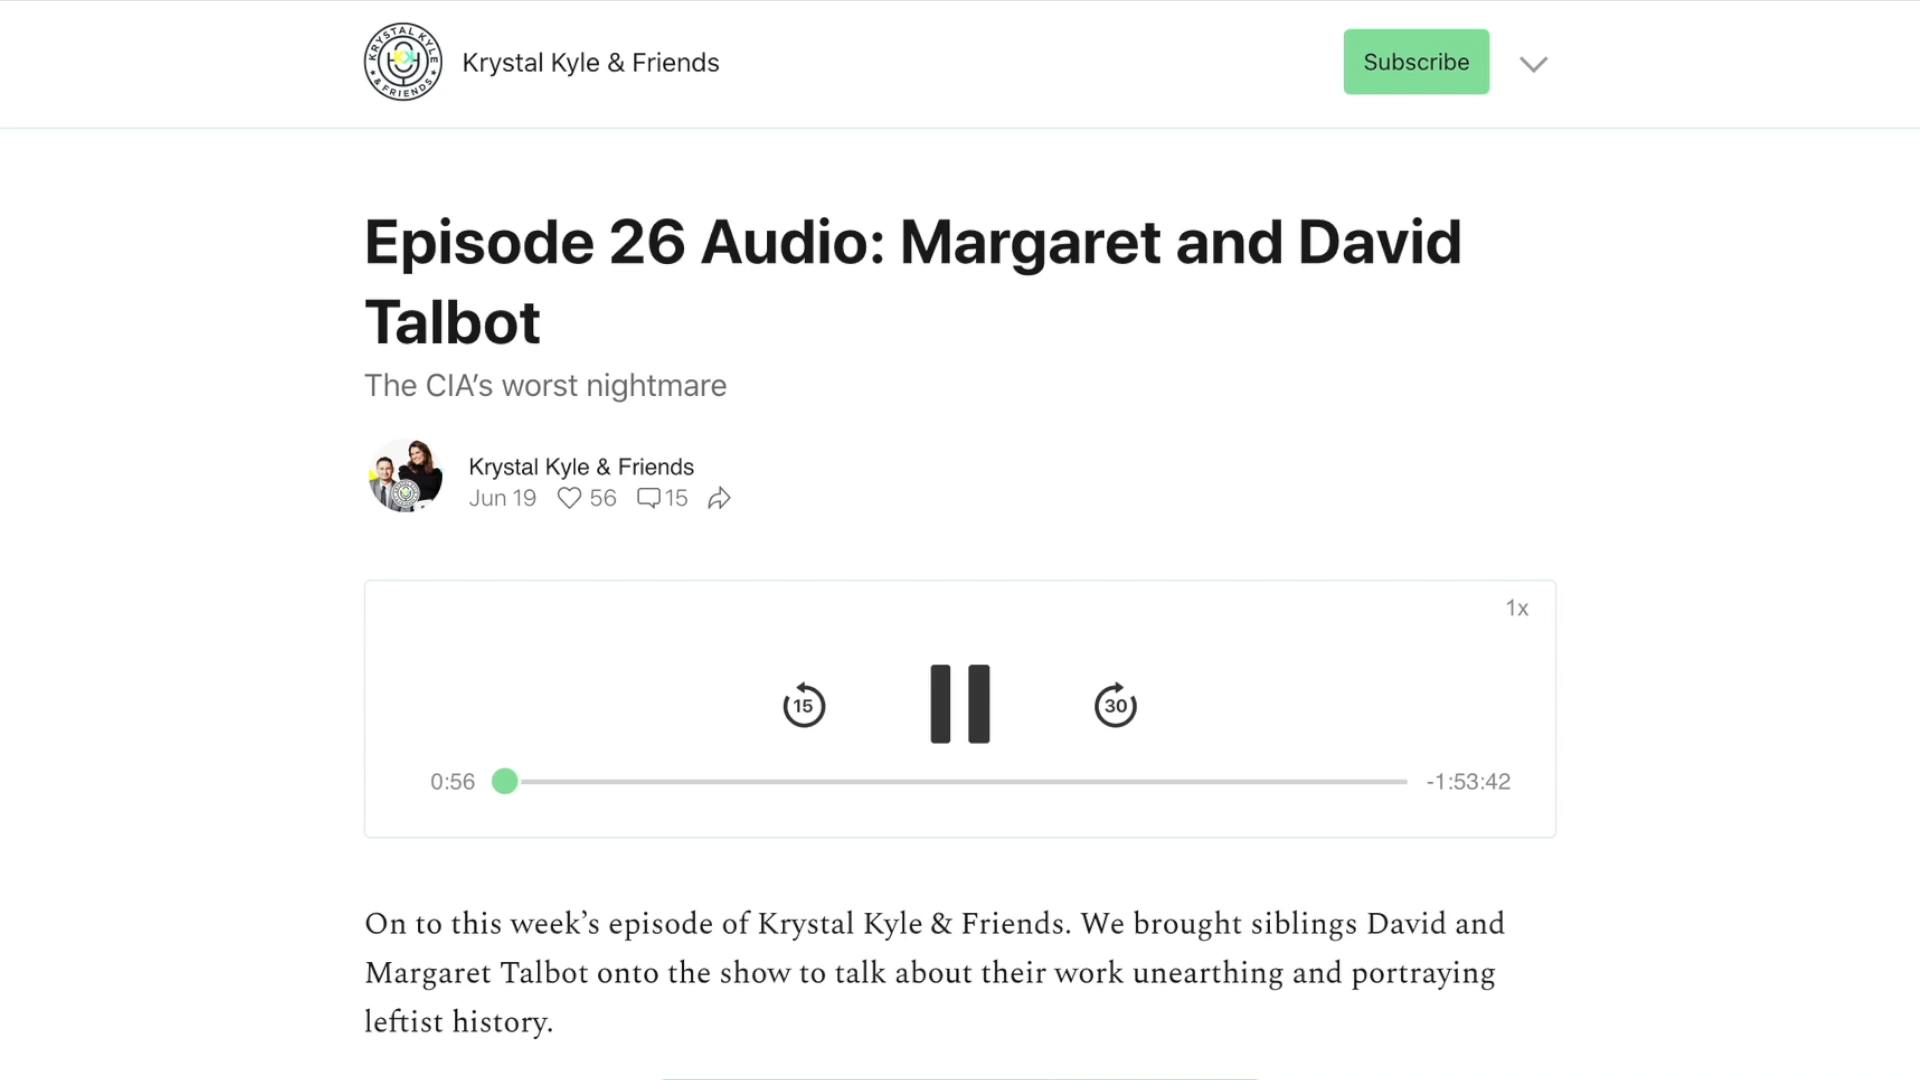 KRYSTAL KYLE
& FRIENDS
Krystal Kyle & Friends
Subscribe
Episode 26 Audio: Margaret and David
Talbot
The CIA’s worst nightmare
Krystal Kyle & Friends
Jun 19 56 15
1x
15 30
0:56 -1:53:42
On to this week’s episode of Krystal Kyle & Friends. We brought siblings David and
Margaret Talbot onto the show to talk about their work unearthing and portraying
leftist history.